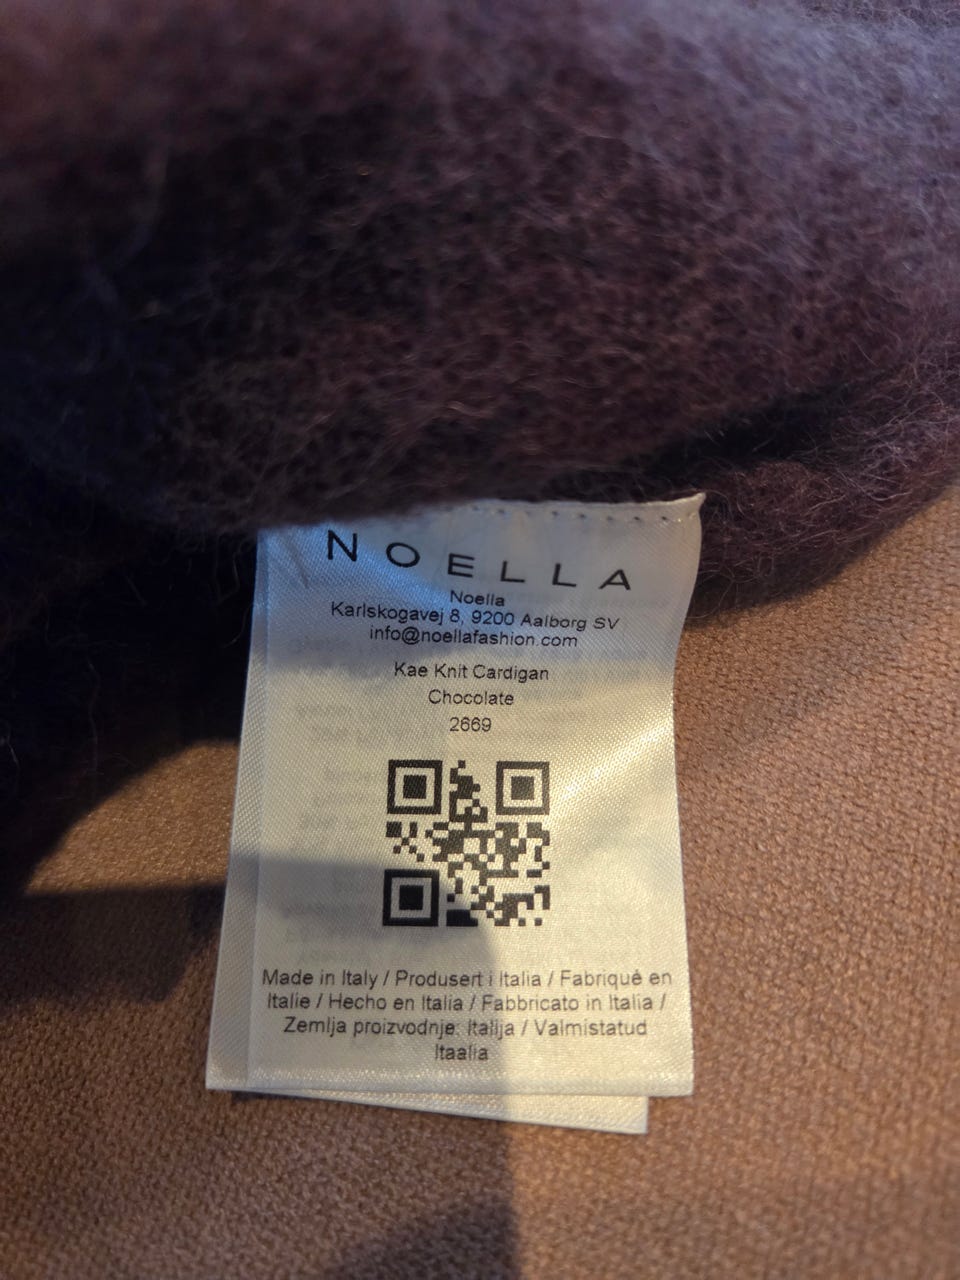 NOELLA
Noella
Karlskogavej 8, 9200 Aalborg SV
info@noellafashion.com
Kae Knit Cardigan
Chocolate
2669
Made in Italy / Produsert i Italia / Fabriqué en
Italie / Hecho en Italia / Fabbricato in Italia /
Zemlja proizvodnje: Italija / Valmistatud
Itaalia